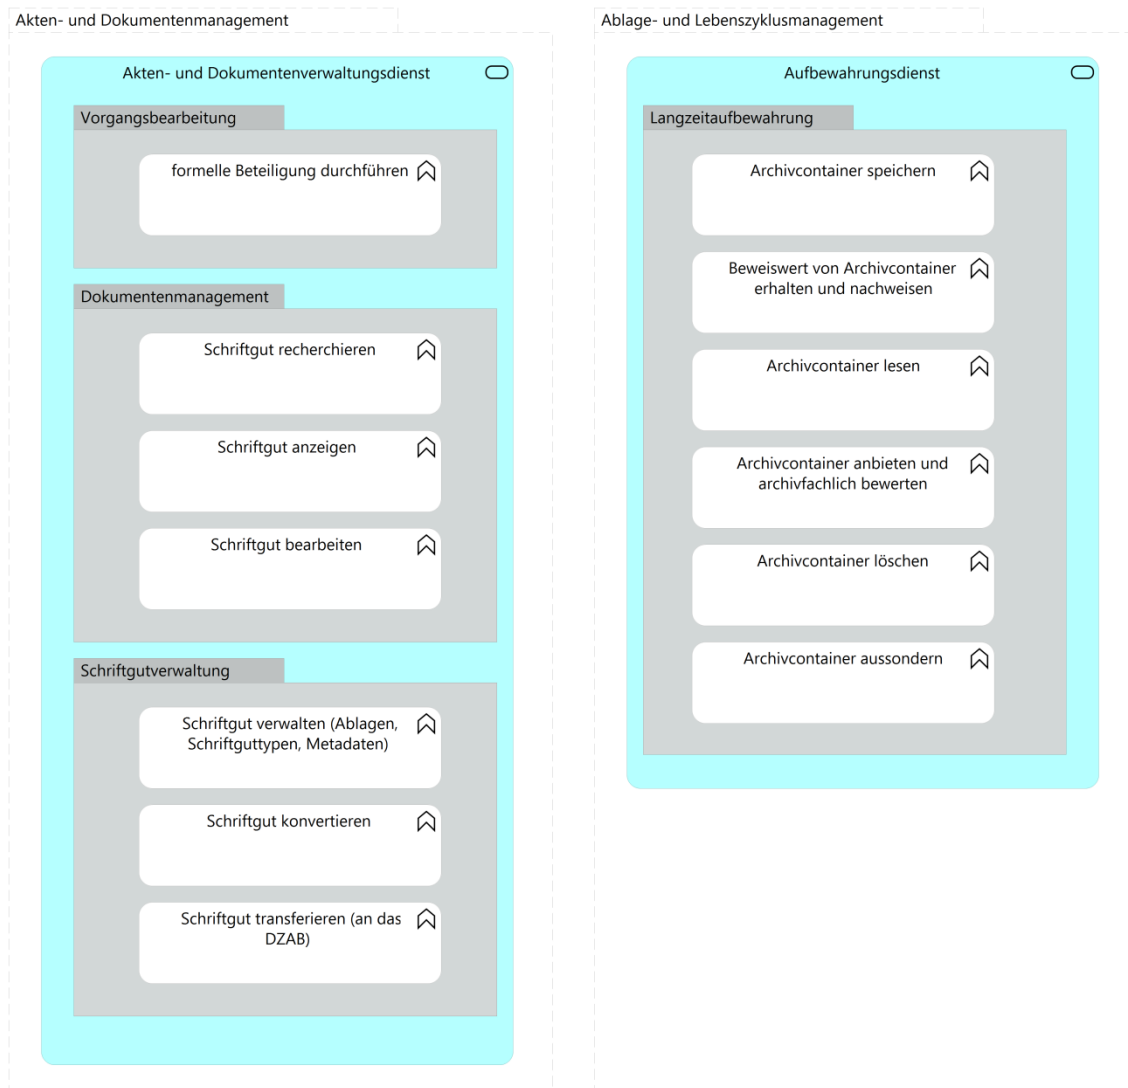 Akten- und Dokumentenmanagement
Akten- und Dokumentenverwaltungsdienst
Vorgangsbearbeitung
formelle Beteiligung durchführen
Dokumentenmanagement
Schriftgut recherchieren
Schriftgut anzeigen
Schriftgut bearbeiten
Schriftgutverwaltung
Schriftgut verwalten (Ablagen,
Schriftguttypen, Metadaten)
Schriftgut konvertieren
Schriftgut transferieren (an das
DZAB)
Ablage- und Lebenszyklusmanagement
Aufbewahrungsdienst
Langzeitaufbewahrung
Archivcontainer speichern
Beweiswert von Archivcontainer
erhalten und nachweisen
Archivcontainer lesen
Archivcontainer anbieten und
archivfachlich bewerten
Archivcontainer löschen
Archivcontainer aussondern